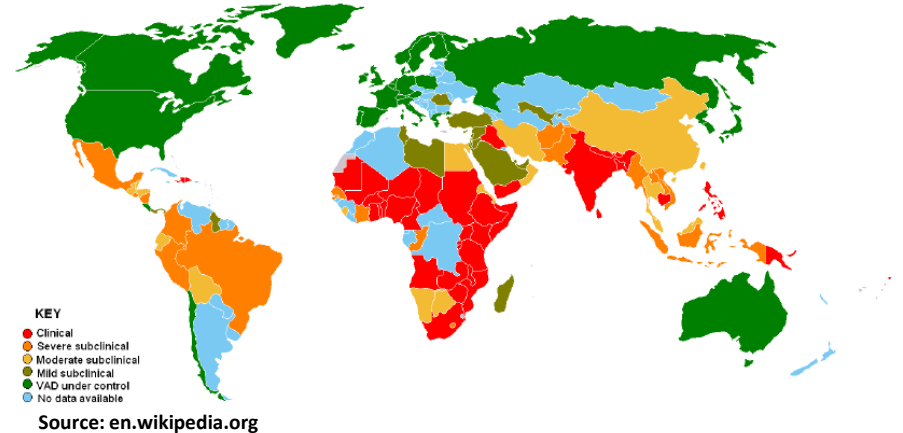 KEY
Clinical
Severe subclinical
Moderate subclinical
Mild subclinical
VAD under control
No data available
Source: en.wikipedia.org